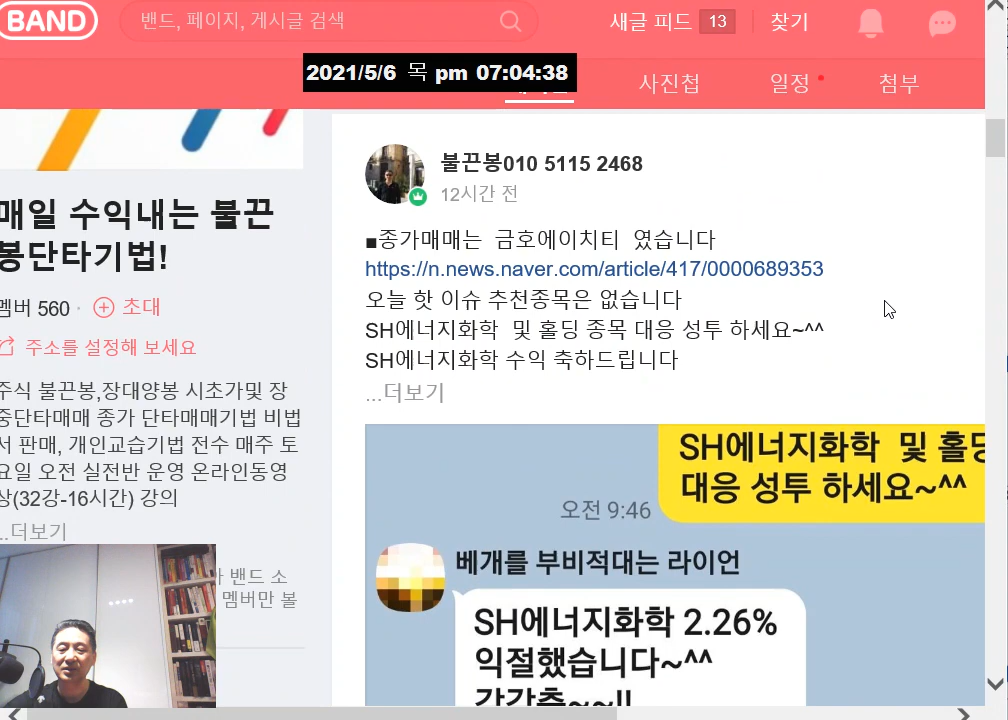 BAND
밴드, 페이지, 게시글 검색
새글 피드 13
찾기
2021/5/6 목 pm 07:04:38
사진첩
일정
첨부
매일 수익내는 불끈
봉단타기법!
멤버 560 · 초대
주소를 설정해 보세요
주식 불끈봉,장대양봉 시초가및 장
중단타매매 종가 단타매매기법 비법
서 판매, 개인교습기법 전수 매주 토
요일 오전 실전반 운영 온라인동영
상(32강-16시간) 강의
...더보기
밴드 소
멤버만 볼
불끈봉010 5115 2468
12시간 전
■종가매매는 금호에이치티 였습니다
https://n.news.naver.com/article/417/0000689353
오늘 핫 이슈 추천종목은 없습니다
SH에너지화학 및 홀딩 종목 대응 성투 하세요~^^
SH에너지화학 수익 축하드립니다
...더보기
SH에너지화학 및 홀딩
대응 성투 하세요~^^
오전 9:46
베개를 부비적대는 라이언
SH에너지화학 2.26%
익절했습니다~^^